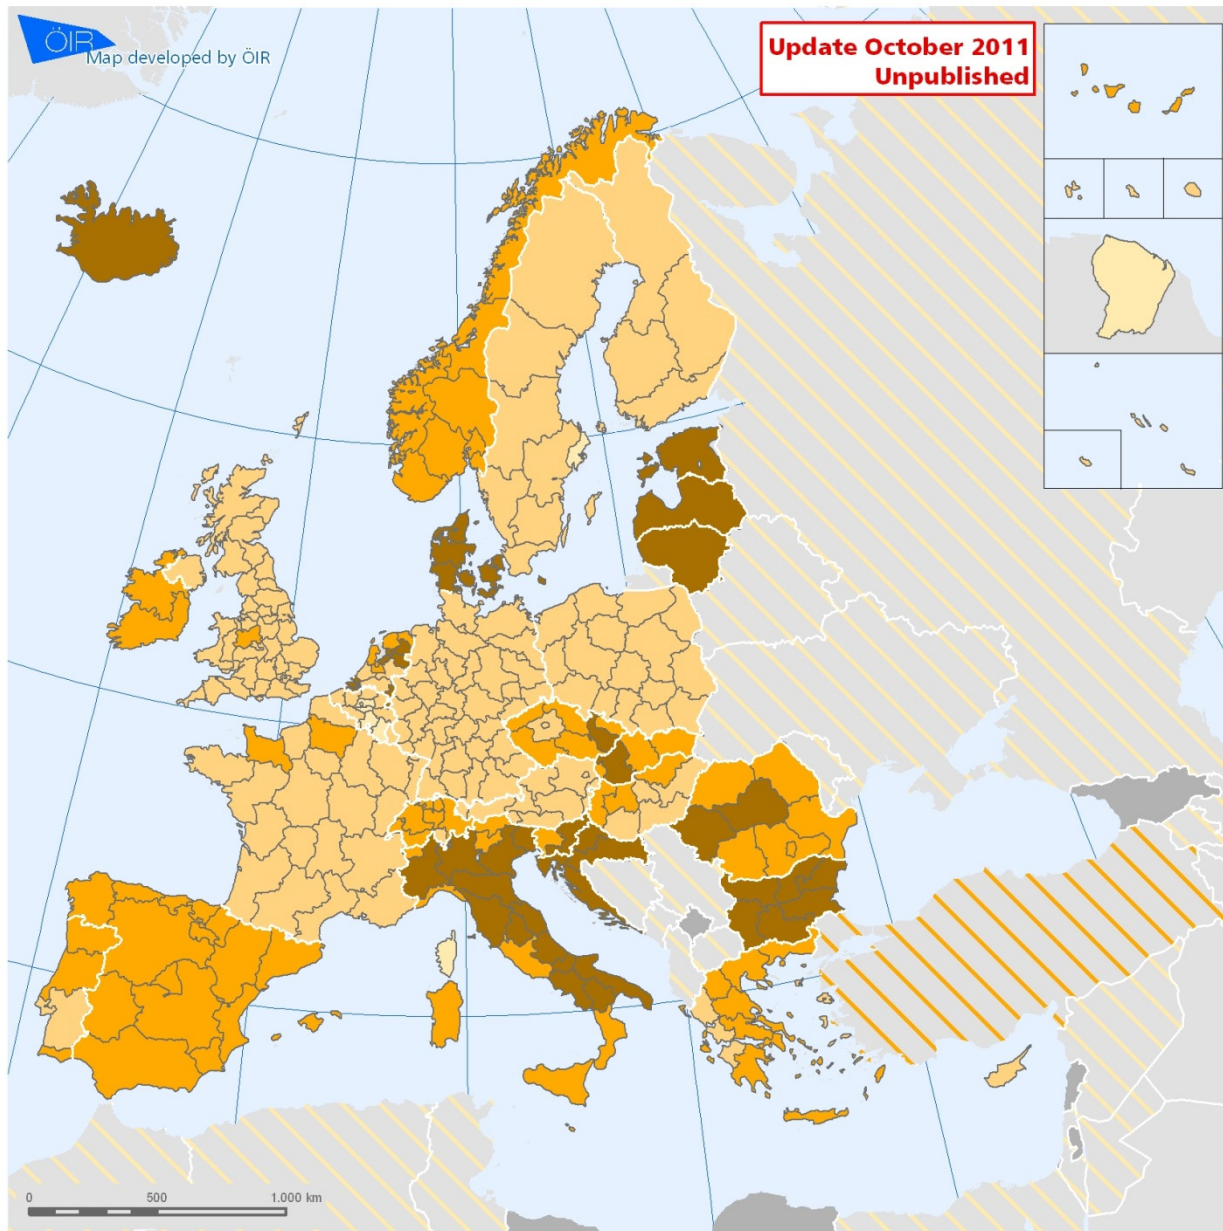 ÖIR
Map developed by ÖIR
Update October 2011
Unpublished
0 500 1.000 km